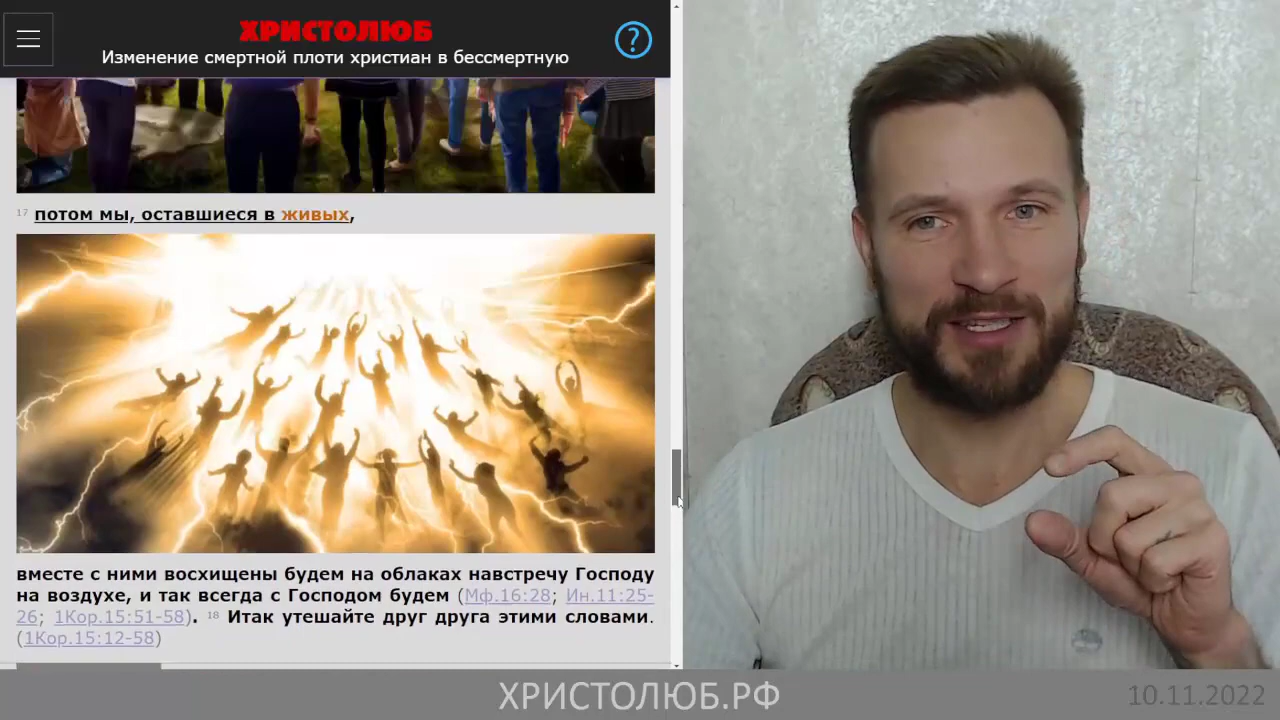 ХРИСТОЛЮБ
Изменение смертной плоти христиан в бессмертную
?
17 потом мы, оставшиеся в живых,
вместе с ними восхищены будем на облаках навстречу Господу
на воздухе, и так всегда с Господом будем (Мф.16:28; Ин.11:25-
26; 1Кор.15:51-58). 18 Итак утешайте друг друга этими словами.
(1Кор.15:12-58)
ХРИСТОЛЮБ.РФ
10.11.2022